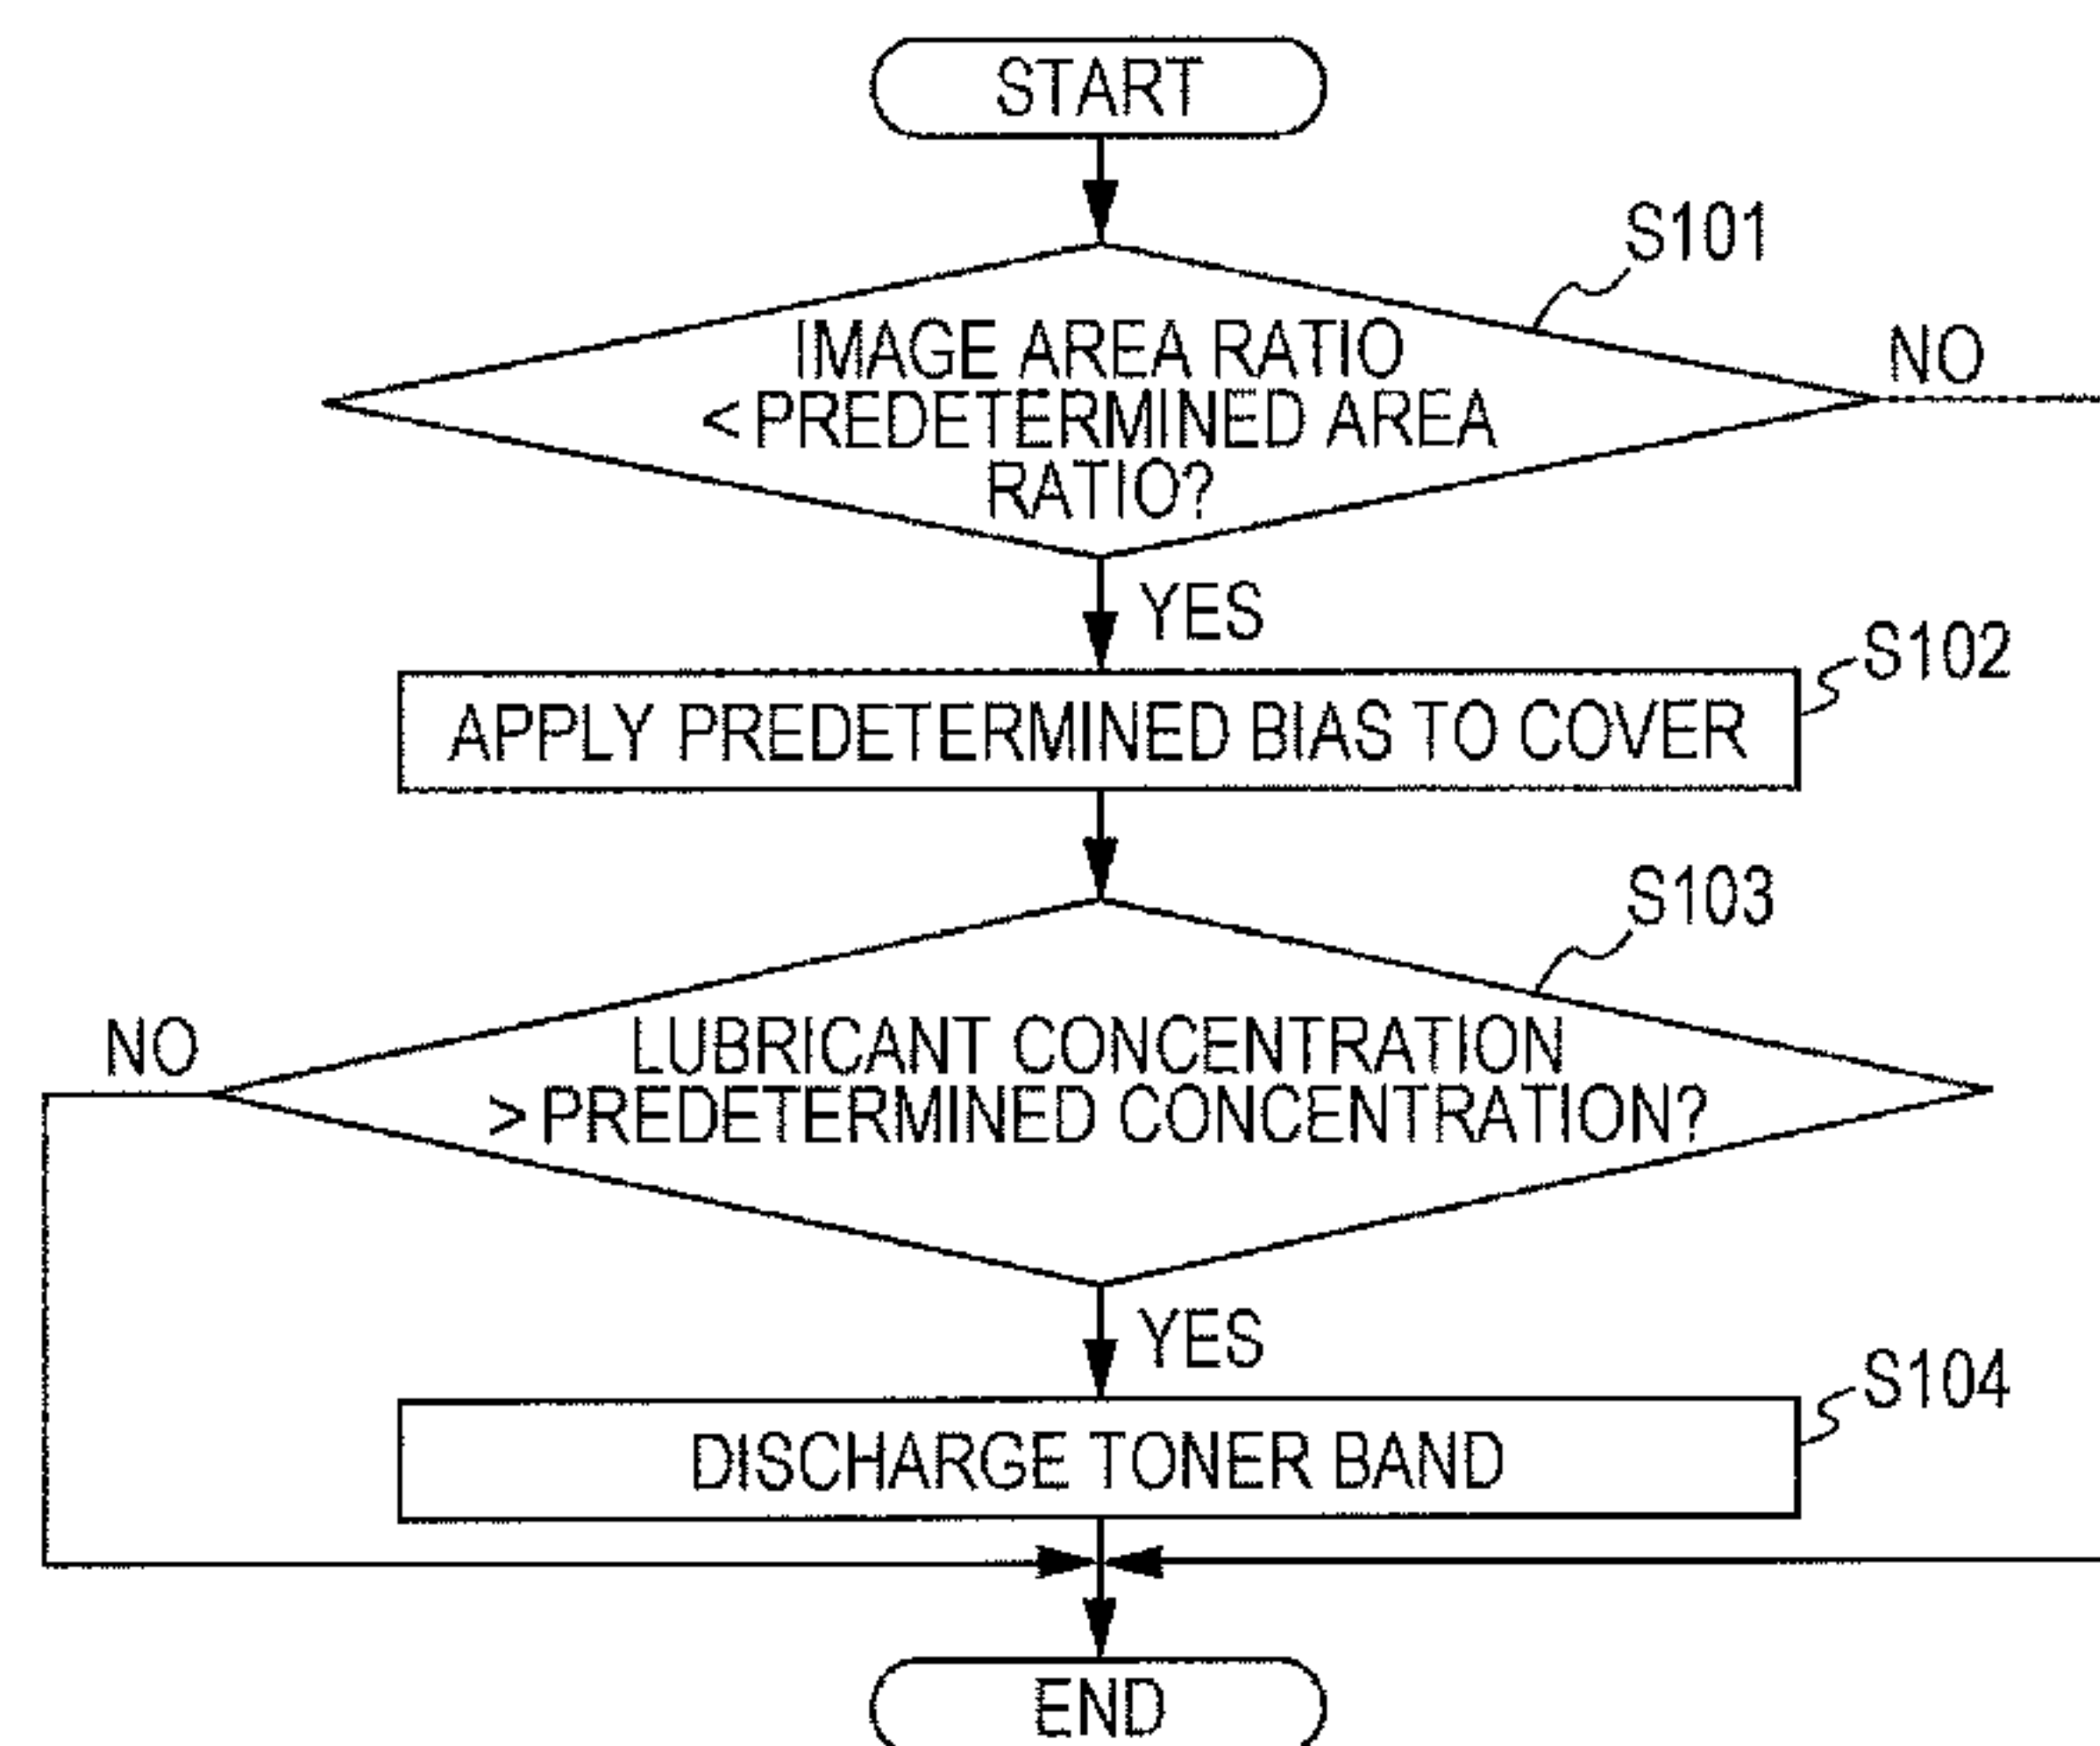 START
S101
IMAGE AREA RATIO
< PREDETERMINED AREA
RATIO?
NO
YES
S102
APPLY PREDETERMINED BIAS TO COVER
S103
NO
LUBRICANT CONCENTRATION
> PREDETERMINED CONCENTRATION?
YES
S104
DISCHARGE TONER BAND
END